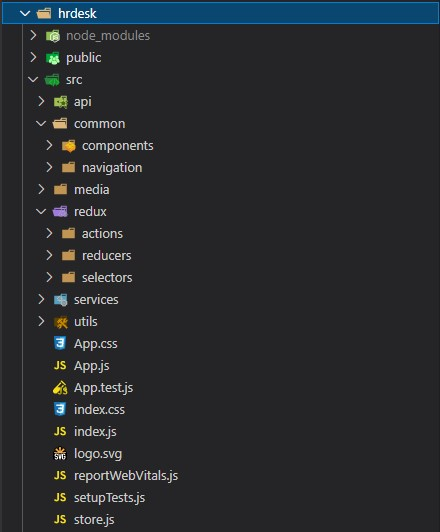 hrdesk
node_modules
public
src
api
common
components
navigation
media
redux
actions
reducers
selectors
services
utils
App.css
JS App.js
App.test.js
index.css
JS index.js
SVG logo.svg
JS reportWebVitals.js
JS setupTests.js
JS store.js